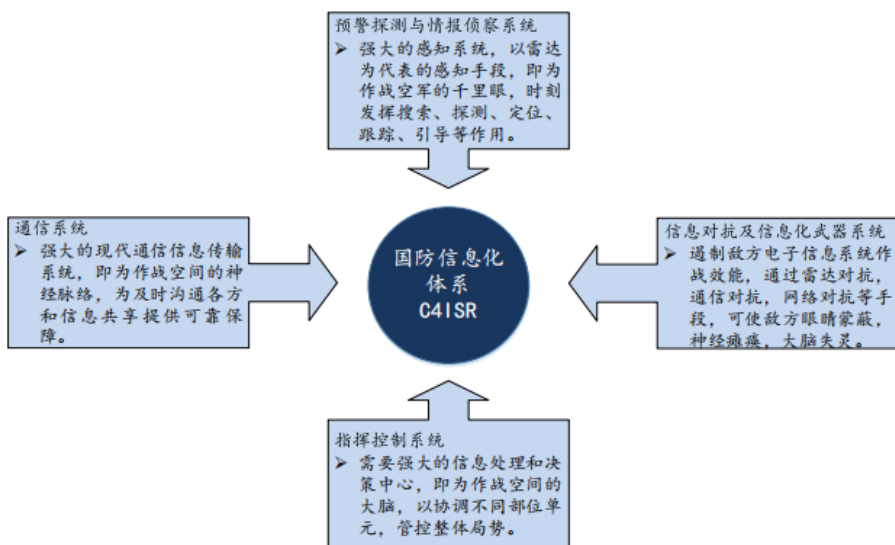 预警探测与情报侦察系统
➢ 强大的感知系统，以雷达
为代表的感知手段，即为
作战空军的千里眼，时刻
发挥搜索、探测、定位、
跟踪、引导等作用。
通信系统
➢ 强大的现代通信信息传输
系统，即为作战空间的神
经脉络，为及时沟通各方
和信息共享提供可靠保
障。
国防信息化
体系
C4ISR
信息对抗及信息化武器系统
➢ 遏制敌方电子信息系统作
战效能，通过雷达对抗，
通信对抗，网络对抗等手
段，可使敌方眼睛蒙蔽，
神经瘫痪，大脑失灵。
指挥控制系统
➢ 需要强大的信息处理和决
策中心，即为作战空间的
大脑，以协调不同部位单
元，管控整体局势。